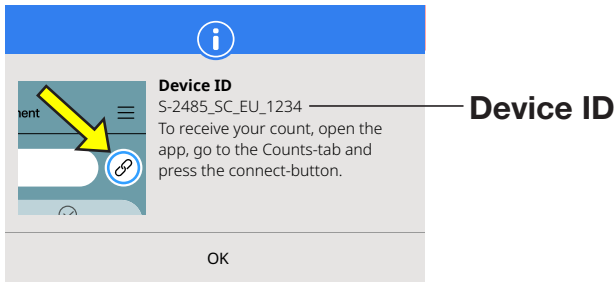 ment
Device ID
S-2485_SC_EU_1234
To receive your count, open the
app, go to the Counts-tab and
press the connect-button.
Device ID
OK